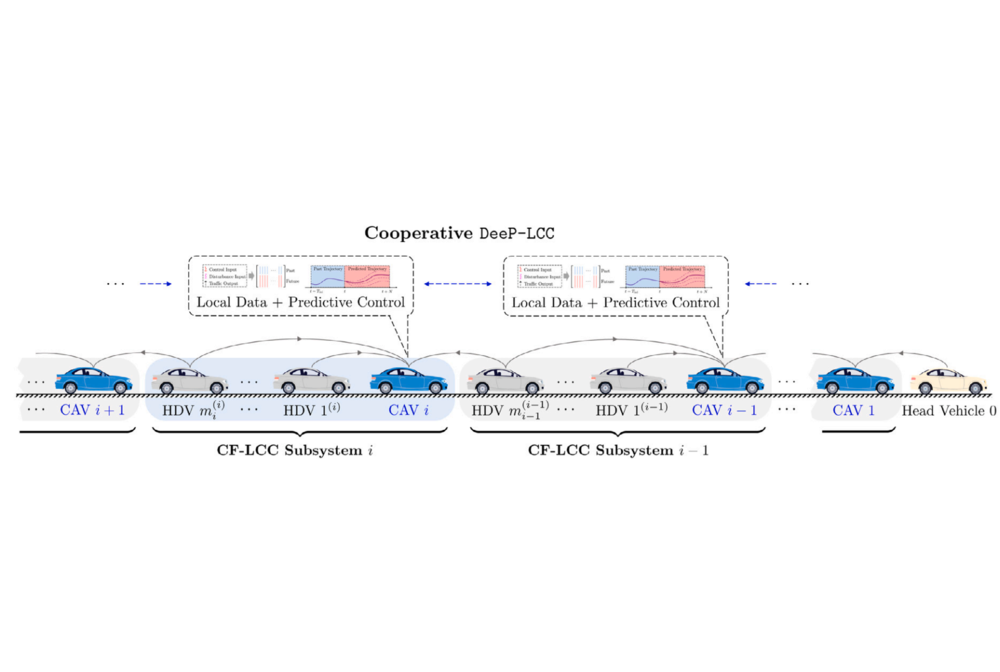 Cooperative DeeP-LCC
Control Input
Disturbance Input
Traffic Output
Past
Future
Past Trajectory
Predicted Trajectory
Local Data + Predictive Control
Control Input
Disturbance Input
Traffic Output
Past
Future
Past Trajectory
Predicted Trajectory
Local Data + Predictive Control
... CAV i + 1
HDV m_i^(i) ... HDV 1^(i)
CAV i
HDV m_{i-1}^(i−1) ... HDV 1^(i−1)
CAV i − 1 ...
CAV 1
Head Vehicle 0
CF-LCC Subsystem i
CF-LCC Subsystem i − 1